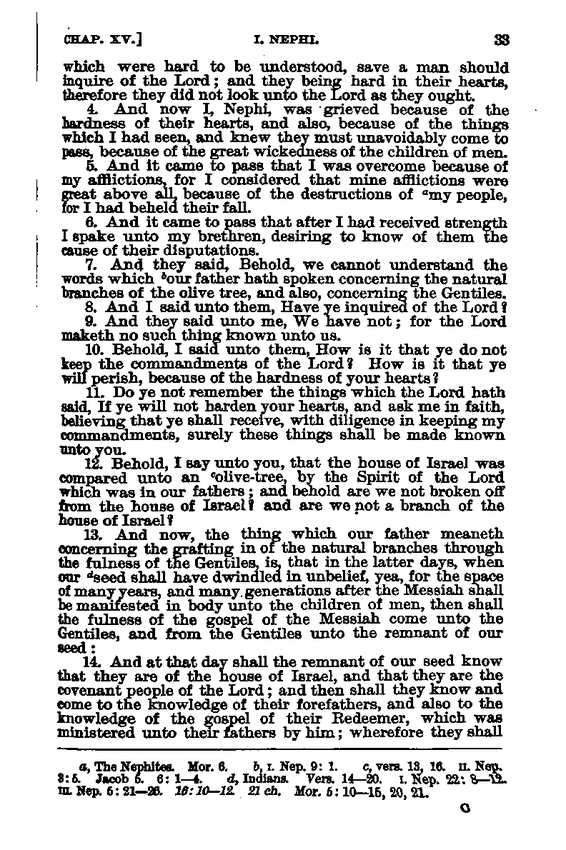 CHAP. XV.] I. NEPHI. 33
which were hard to be understood, save a man should
inquire of the Lord; and they being hard in their hearts,
therefore they did not look unto the Lord as they ought.
4. And now I, Nephi, was grieved because of the
hardness of their hearts, and also, because of the things
which I had seen, and knew they must unavoidably come to
pass, because of the great wickedness of the children of men.
5. And it came to pass that I was overcome because of
my afflictions, for I considered that mine afflictions were
great above all, because of the destructions of ᵃmy people,
for I had beheld their fall.
6. And it came to pass that after I had received strength
I spake unto my brethren, desiring to know of them the
cause of their disputations.
7. And they said, Behold, we cannot understand the
words which ᵇour father hath spoken concerning the natural
branches of the olive tree, and also, concerning the Gentiles.
8. And I said unto them, Have ye inquired of the Lord?
9. And they said unto me, We have not; for the Lord
maketh no such thing known unto us.
10. Behold, I said unto them, How is it that ye do not
keep the commandments of the Lord? How is it that ye
will perish, because of the hardness of your hearts?
11. Do ye not remember the things which the Lord hath
said, If ye will not harden your hearts, and ask me in faith,
believing that ye shall receive, with diligence in keeping my
commandments, surely these things shall be made known
unto you.
12. Behold, I say unto you, that the house of Israel was
compared unto an ᶜolive-tree, by the Spirit of the Lord
which was in our fathers; and behold are we not broken off
from the house of Israel? and are we not a branch of the
house of Israel?
13. And now, the thing which our father meaneth
concerning the grafting in of the natural branches through
the fulness of the Gentiles, is, that in the latter days, when
our ᵈseed shall have dwindled in unbelief, yea, for the space
of many years, and many generations after the Messiah shall
be manifested in body unto the children of men, then shall
the fulness of the gospel of the Messiah come unto the
Gentiles, and from the Gentiles unto the remnant of our
seed:
14. And at that day shall the remnant of our seed know
that they are of the house of Israel, and that they are the
covenant people of the Lord; and then shall they know and
come to the knowledge of their forefathers, and also to the
knowledge of the gospel of their Redeemer, which was
ministered unto their fathers by him; wherefore they shall
a, The Nephites. Mor. 6. b, I. Nep. 9: 1. c, vers. 13, 16. II. Nep.
3: 5. Jacob 5. 6: 1—4. d, Indians. Vers. 14—20. I. Nep. 22: 8—12.
III. Nep. 5: 21—26. 16: 10—12. 21 ch. Mor. 5: 10—15, 20, 21.
C